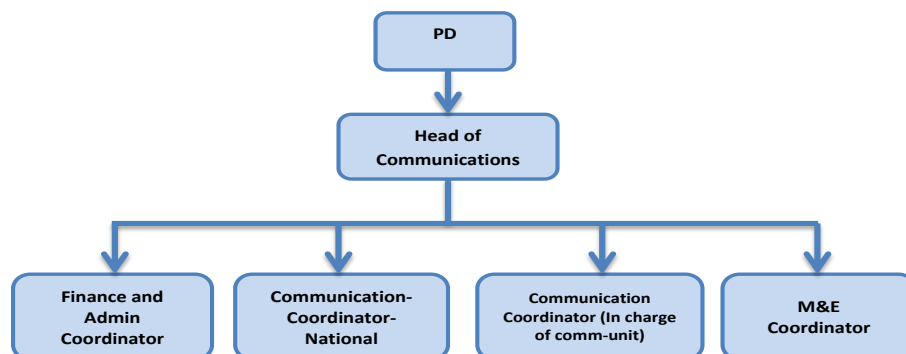 PD
Head of
Communications
Finance and
Admin
Coordinator
Communication-
Coordinator-
National
Communication
Coordinator (In charge
of comm-unit)
M&E
Coordinator